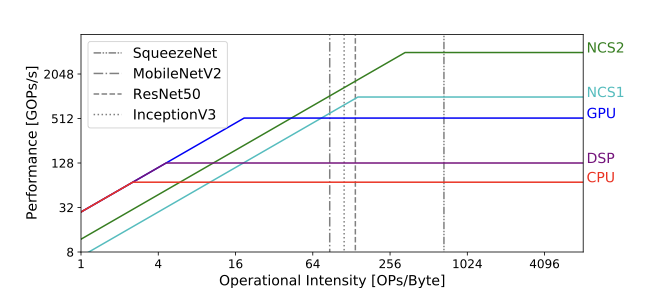 SqueezeNet
MobileNetV2
ResNet50
InceptionV3
NCS2
NCS1
GPU
DSP
CPU
Performance [GOPs/s]
2048
512
128
32
8
1 4 16 64 256 1024 4096
Operational Intensity [OPs/Byte]